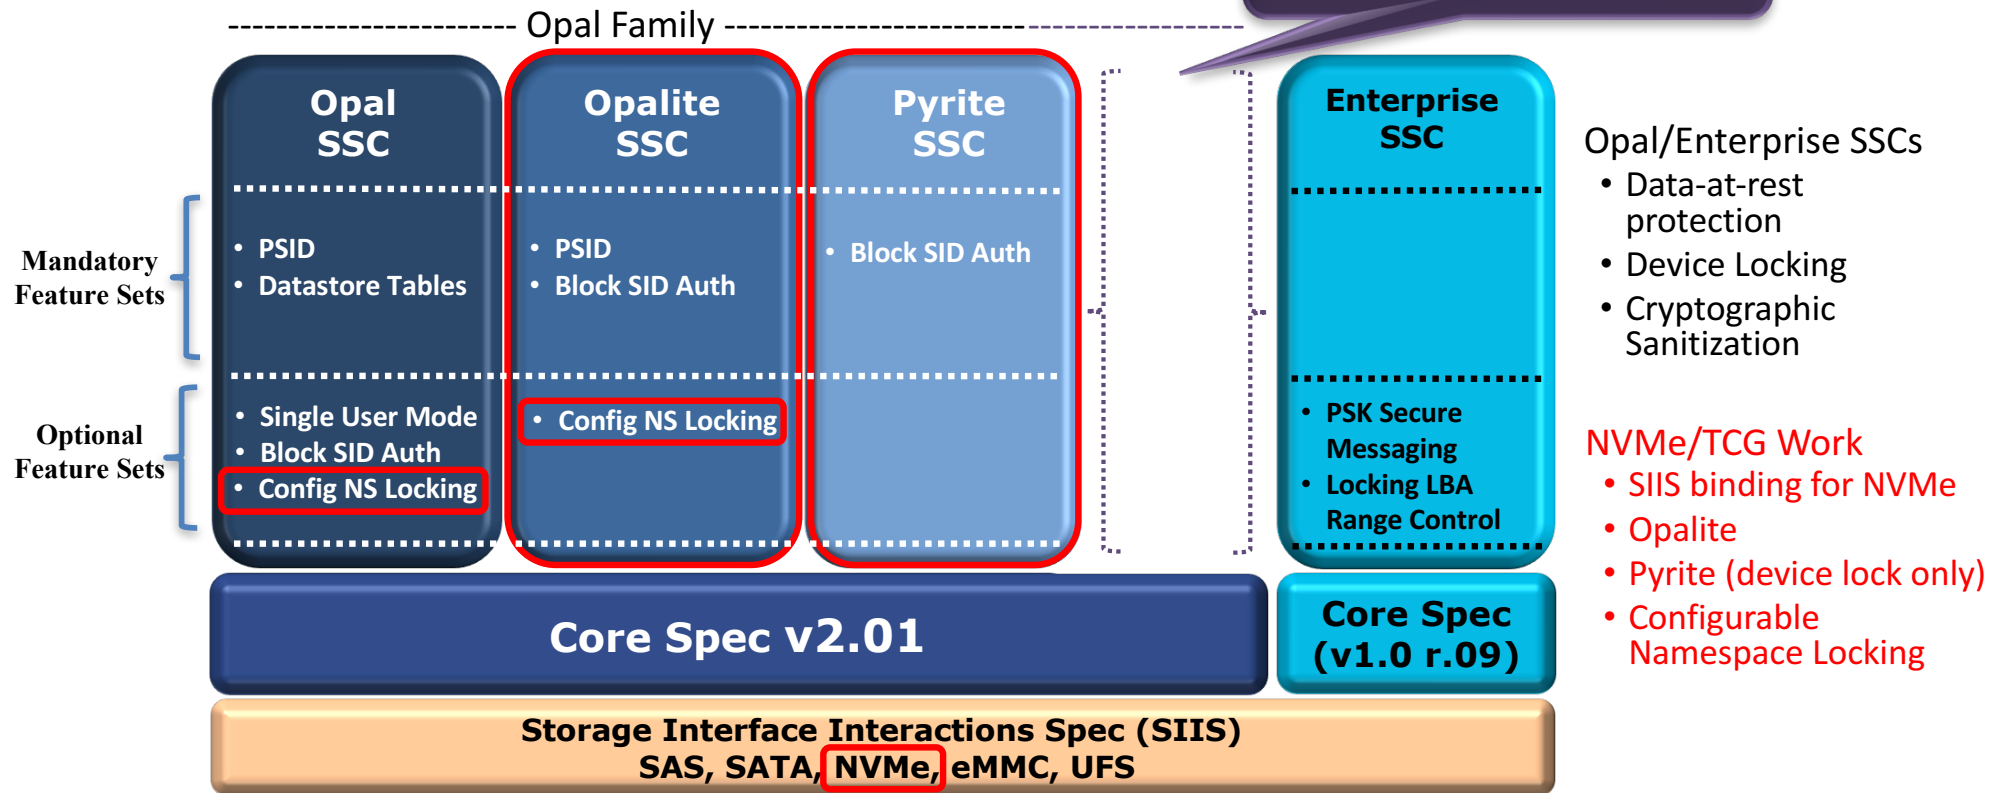 Opal Family
Opal
SSC
• PSID
• Datastore Tables
• Single User Mode
• Block SID Auth
• Config NS Locking
Opalite
SSC
• PSID
• Block SID Auth
• Config NS Locking
Pyrite
SSC
• Block SID Auth
Enterprise
SSC
• PSK Secure
Messaging
• Locking LBA
Range Control
Mandatory
Feature Sets
Optional
Feature Sets
Core Spec v2.01
Core Spec
(v1.0 r.09)
Storage Interface Interactions Spec (SIIS)
SAS, SATA, NVMe, eMMC, UFS
Opal/Enterprise SSCs
• Data-at-rest
protection
• Device Locking
• Cryptographic
Sanitization
NVMe/TCG Work
• SIIS binding for NVMe
• Opalite
• Pyrite (device lock only)
• Configurable
Namespace Locking